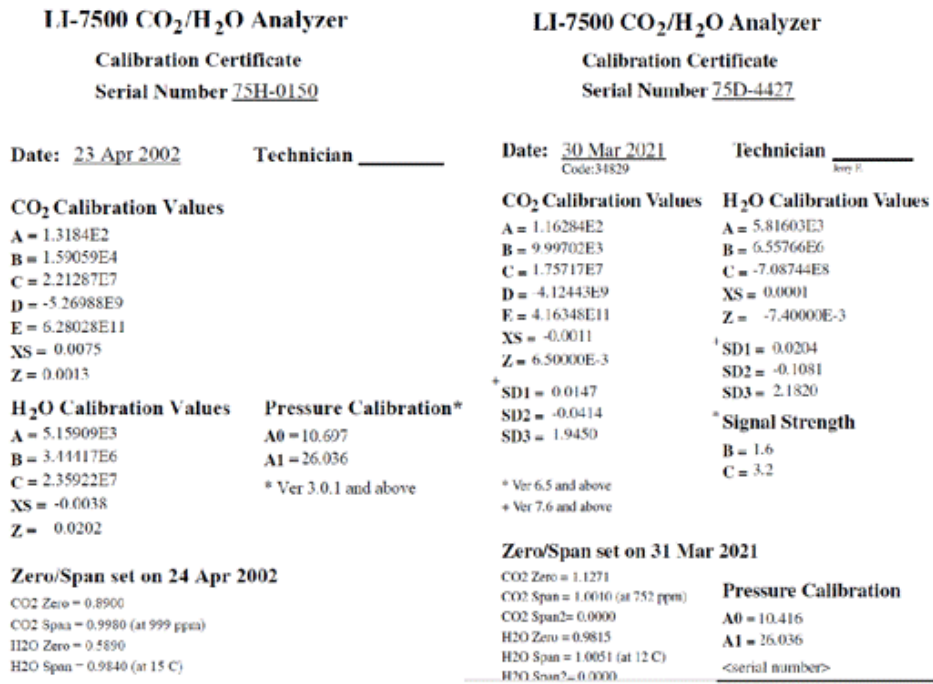 LI-7500 CO2/H2O Analyzer
Calibration Certificate
Serial Number 75H-0150
Date: 23 Apr 2002 Technician
CO2 Calibration Values
A = 1.3184E2
B = 1.59059E4
C = 2.21287E7
D = -5.26988E9
E = 6.28028E11
XS = 0.0075
Z = 0.0013
H2O Calibration Values
A = 5.15909E3
B = 3.44417E6
C = 2.35922E7
XS = -0.0038
Z = 0.0202
Pressure Calibration*
A0 = 10.697
A1 = 26.036
* Ver 3.0.1 and above
Zero/Span set on 24 Apr 2002
CO2 Zero = 0.8900
CO2 Span = 0.9980 (at 999 ppm)
H2O Zero = 0.5890
H2O Span = 0.9840 (at 15 C)
LI-7500 CO2/H2O Analyzer
Calibration Certificate
Serial Number 75D-4427
Date: 30 Mar 2021 Technician
Code:34829
Jerry F.
CO2 Calibration Values
A = 1.16284E2
B = 9.99702E3
C = 1.75717E7
D = -4.12443E9
E = 4.16348E11
XS = -0.0011
Z = 6.50000E-3
+SD1 = 0.0147
SD2 = -0.0414
SD3 = 1.9450
* Ver 6.5 and above
+ Ver 7.6 and above
H2O Calibration Values
A = 5.81603E3
B = 6.55766E6
C = -7.08744E8
XS = 0.0001
Z = -7.40000E-3
+SD1 = 0.0204
SD2 = -0.1081
SD3 = 2.1820
*Signal Strength
B = 1.6
C = 3.2
Zero/Span set on 31 Mar 2021
CO2 Zero = 1.1271
CO2 Span = 1.0010 (at 752 ppm)
CO2 Span2= 0.0000
H2O Zero = 0.9815
H2O Span = 1.0051 (at 12 C)
H2O Span2= 0.0000
Pressure Calibration
A0 = 10.416
A1 = 26.036
<serial number>